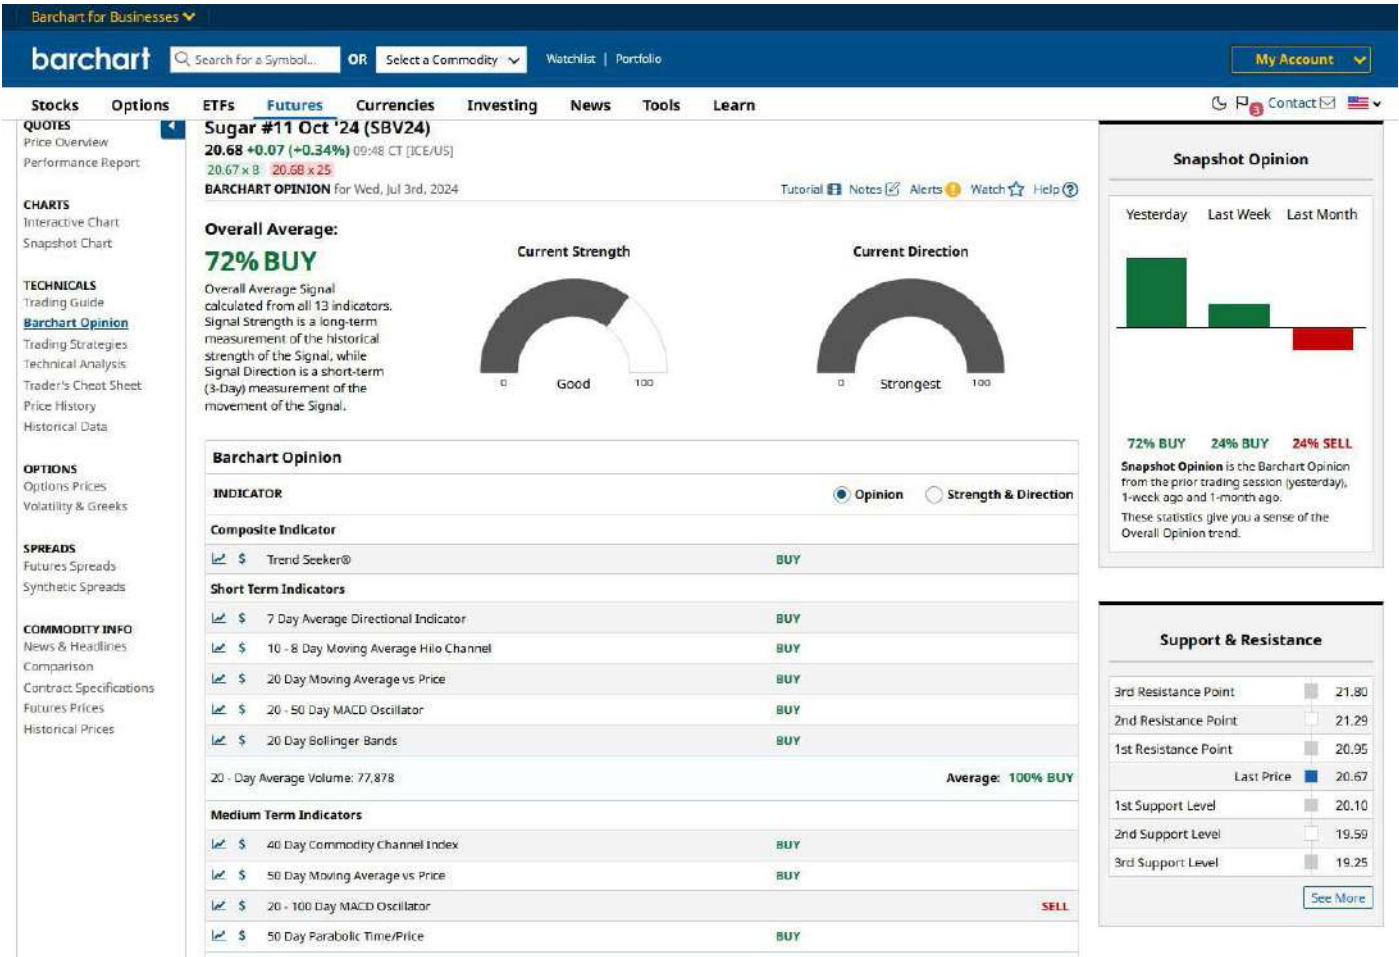 Barchart for Businesses
barchart
Search for a Symbol...
OR
Select a Commodity
Watchlist | Portfolio
My Account
Stocks Options ETFs Futures Currencies Investing News Tools Learn
3 Contact
QUOTES
Price Overview
Performance Report
CHARTS
Interactive Chart
Snapshot Chart
TECHNICALS
Trading Guide
Barchart Opinion
Trading Strategies
Technical Analysis
Trader's Cheat Sheet
Price History
Historical Data
OPTIONS
Options Prices
Volatility & Greeks
SPREADS
Futures Spreads
Synthetic Spreads
COMMODITY INFO
News & Headlines
Comparison
Contract Specifications
Futures Prices
Historical Prices
Sugar #11 Oct '24 (SBV24)
20.68 +0.07 (+0.34%) 09:48 CT [ICE/US]
20.67 x 8 20.68 x 25
BARCHART OPINION for Wed, Jul 3rd, 2024
Tutorial Notes Alerts Watch Help
Overall Average:
72% BUY
Overall Average Signal
calculated from all 13 indicators.
Signal Strength is a long-term
measurement of the historical
strength of the Signal, while
Signal Direction is a short-term
(3-Day) measurement of the
movement of the Signal.
Current Strength
0 Good 100
Current Direction
0 Strongest 100
Barchart Opinion
INDICATOR Opinion Strength & Direction
Composite Indicator
$ Trend Seeker® BUY
Short Term Indicators
$ 7 Day Average Directional Indicator BUY
$ 10 - 8 Day Moving Average Hilo Channel BUY
$ 20 Day Moving Average vs Price BUY
$ 20 - 50 Day MACD Oscillator BUY
$ 20 Day Bollinger Bands BUY
20 - Day Average Volume: 77,878 Average: 100% BUY
Medium Term Indicators
$ 40 Day Commodity Channel Index BUY
$ 50 Day Moving Average vs Price BUY
$ 20 - 100 Day MACD Oscillator SELL
$ 50 Day Parabolic Time/Price BUY
Snapshot Opinion
Yesterday Last Week Last Month
72% BUY 24% BUY 24% SELL
Snapshot Opinion is the Barchart Opinion
from the prior trading session (yesterday),
1-week ago and 1-month ago.
These statistics give you a sense of the
Overall Opinion trend.
Support & Resistance
3rd Resistance Point 21.80
2nd Resistance Point 21.29
1st Resistance Point 20.95
Last Price 20.67
1st Support Level 20.10
2nd Support Level 19.59
3rd Support Level 19.25
See More